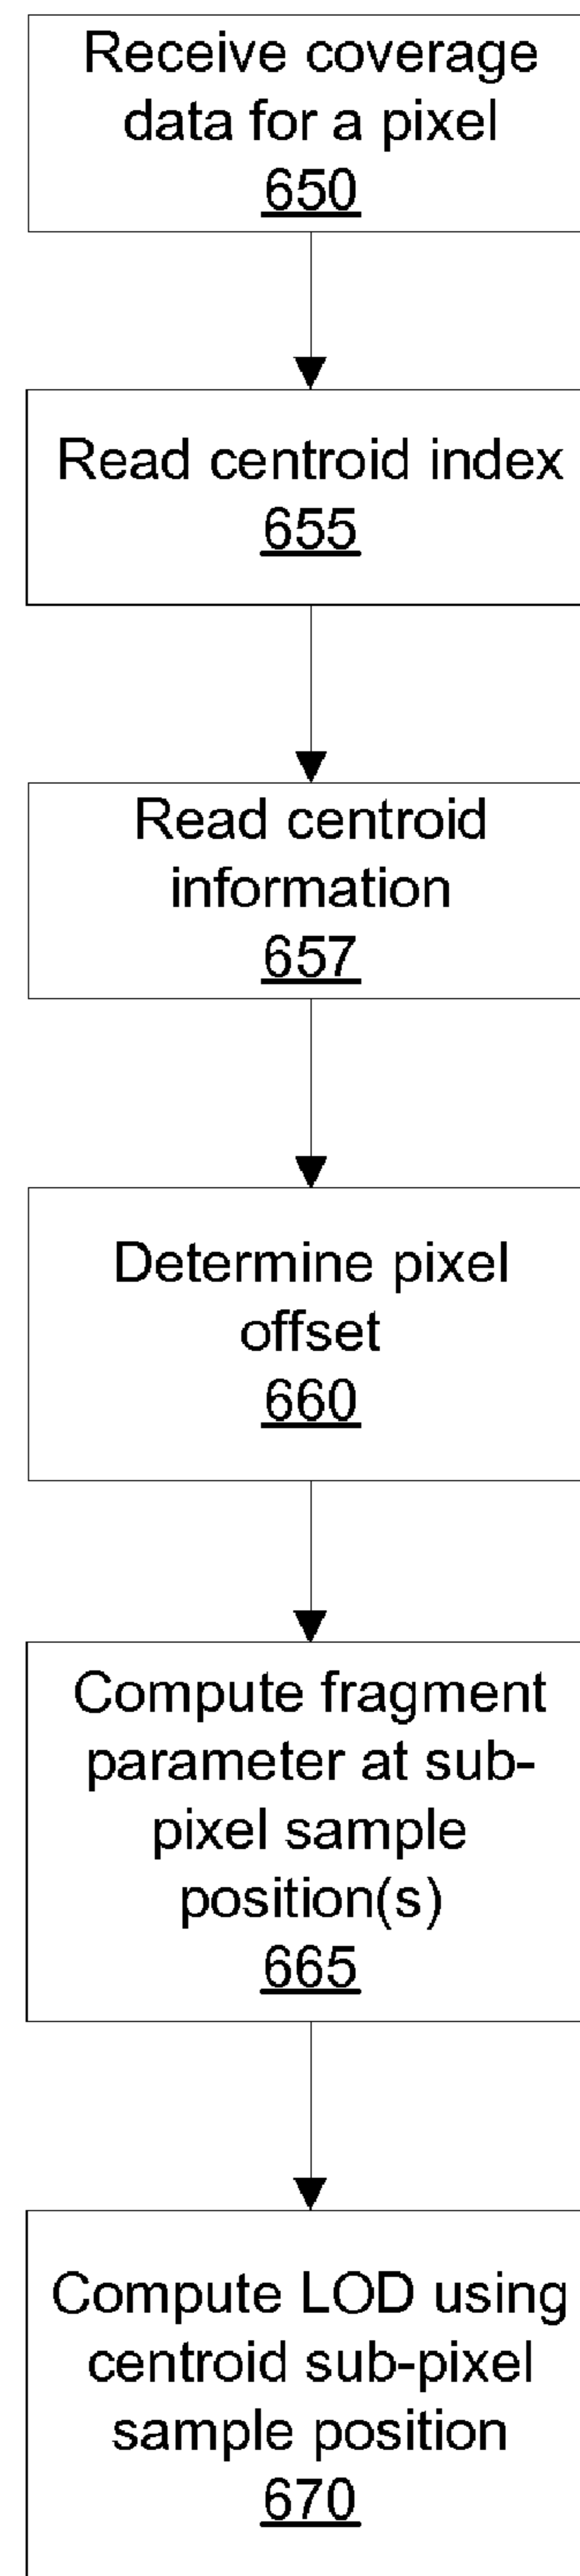 Receive coverage
data for a pixel
650
Read centroid index
655
Read centroid
information
657
Determine pixel
offset
660
Compute fragment
parameter at sub-
pixel sample
position(s)
665
Compute LOD using
centroid sub-pixel
sample position
670